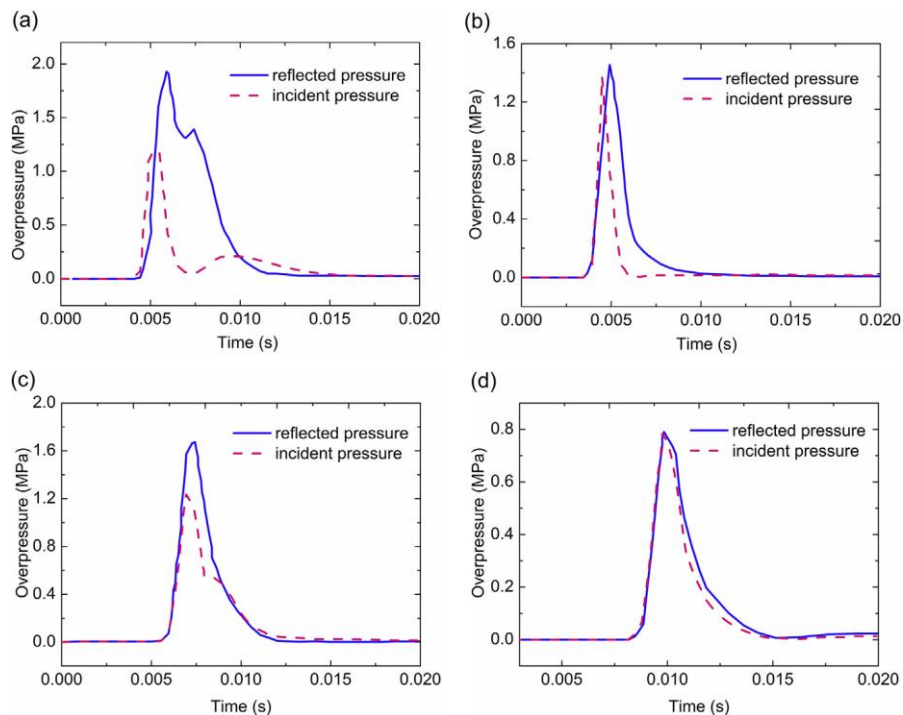 (a)
2.0
1.5
1.0
0.5
0.0
Overpressure (MPa)
reflected pressure
incident pressure
0.000 0.005 0.010 0.015 0.020
Time (s)
(b)
1.6
1.2
0.8
0.4
0.0
Overpressure (MPa)
reflected pressure
incident pressure
0.000 0.005 0.010 0.015 0.020
Time (s)
(c)
2.0
1.6
1.2
0.8
0.4
0.0
Overpressure (MPa)
reflected pressure
incident pressure
0.000 0.005 0.010 0.015 0.020
Time (s)
(d)
0.8
0.6
0.4
0.2
0.0
Overpressure (MPa)
reflected pressure
incident pressure
0.005 0.010 0.015 0.020
Time (s)